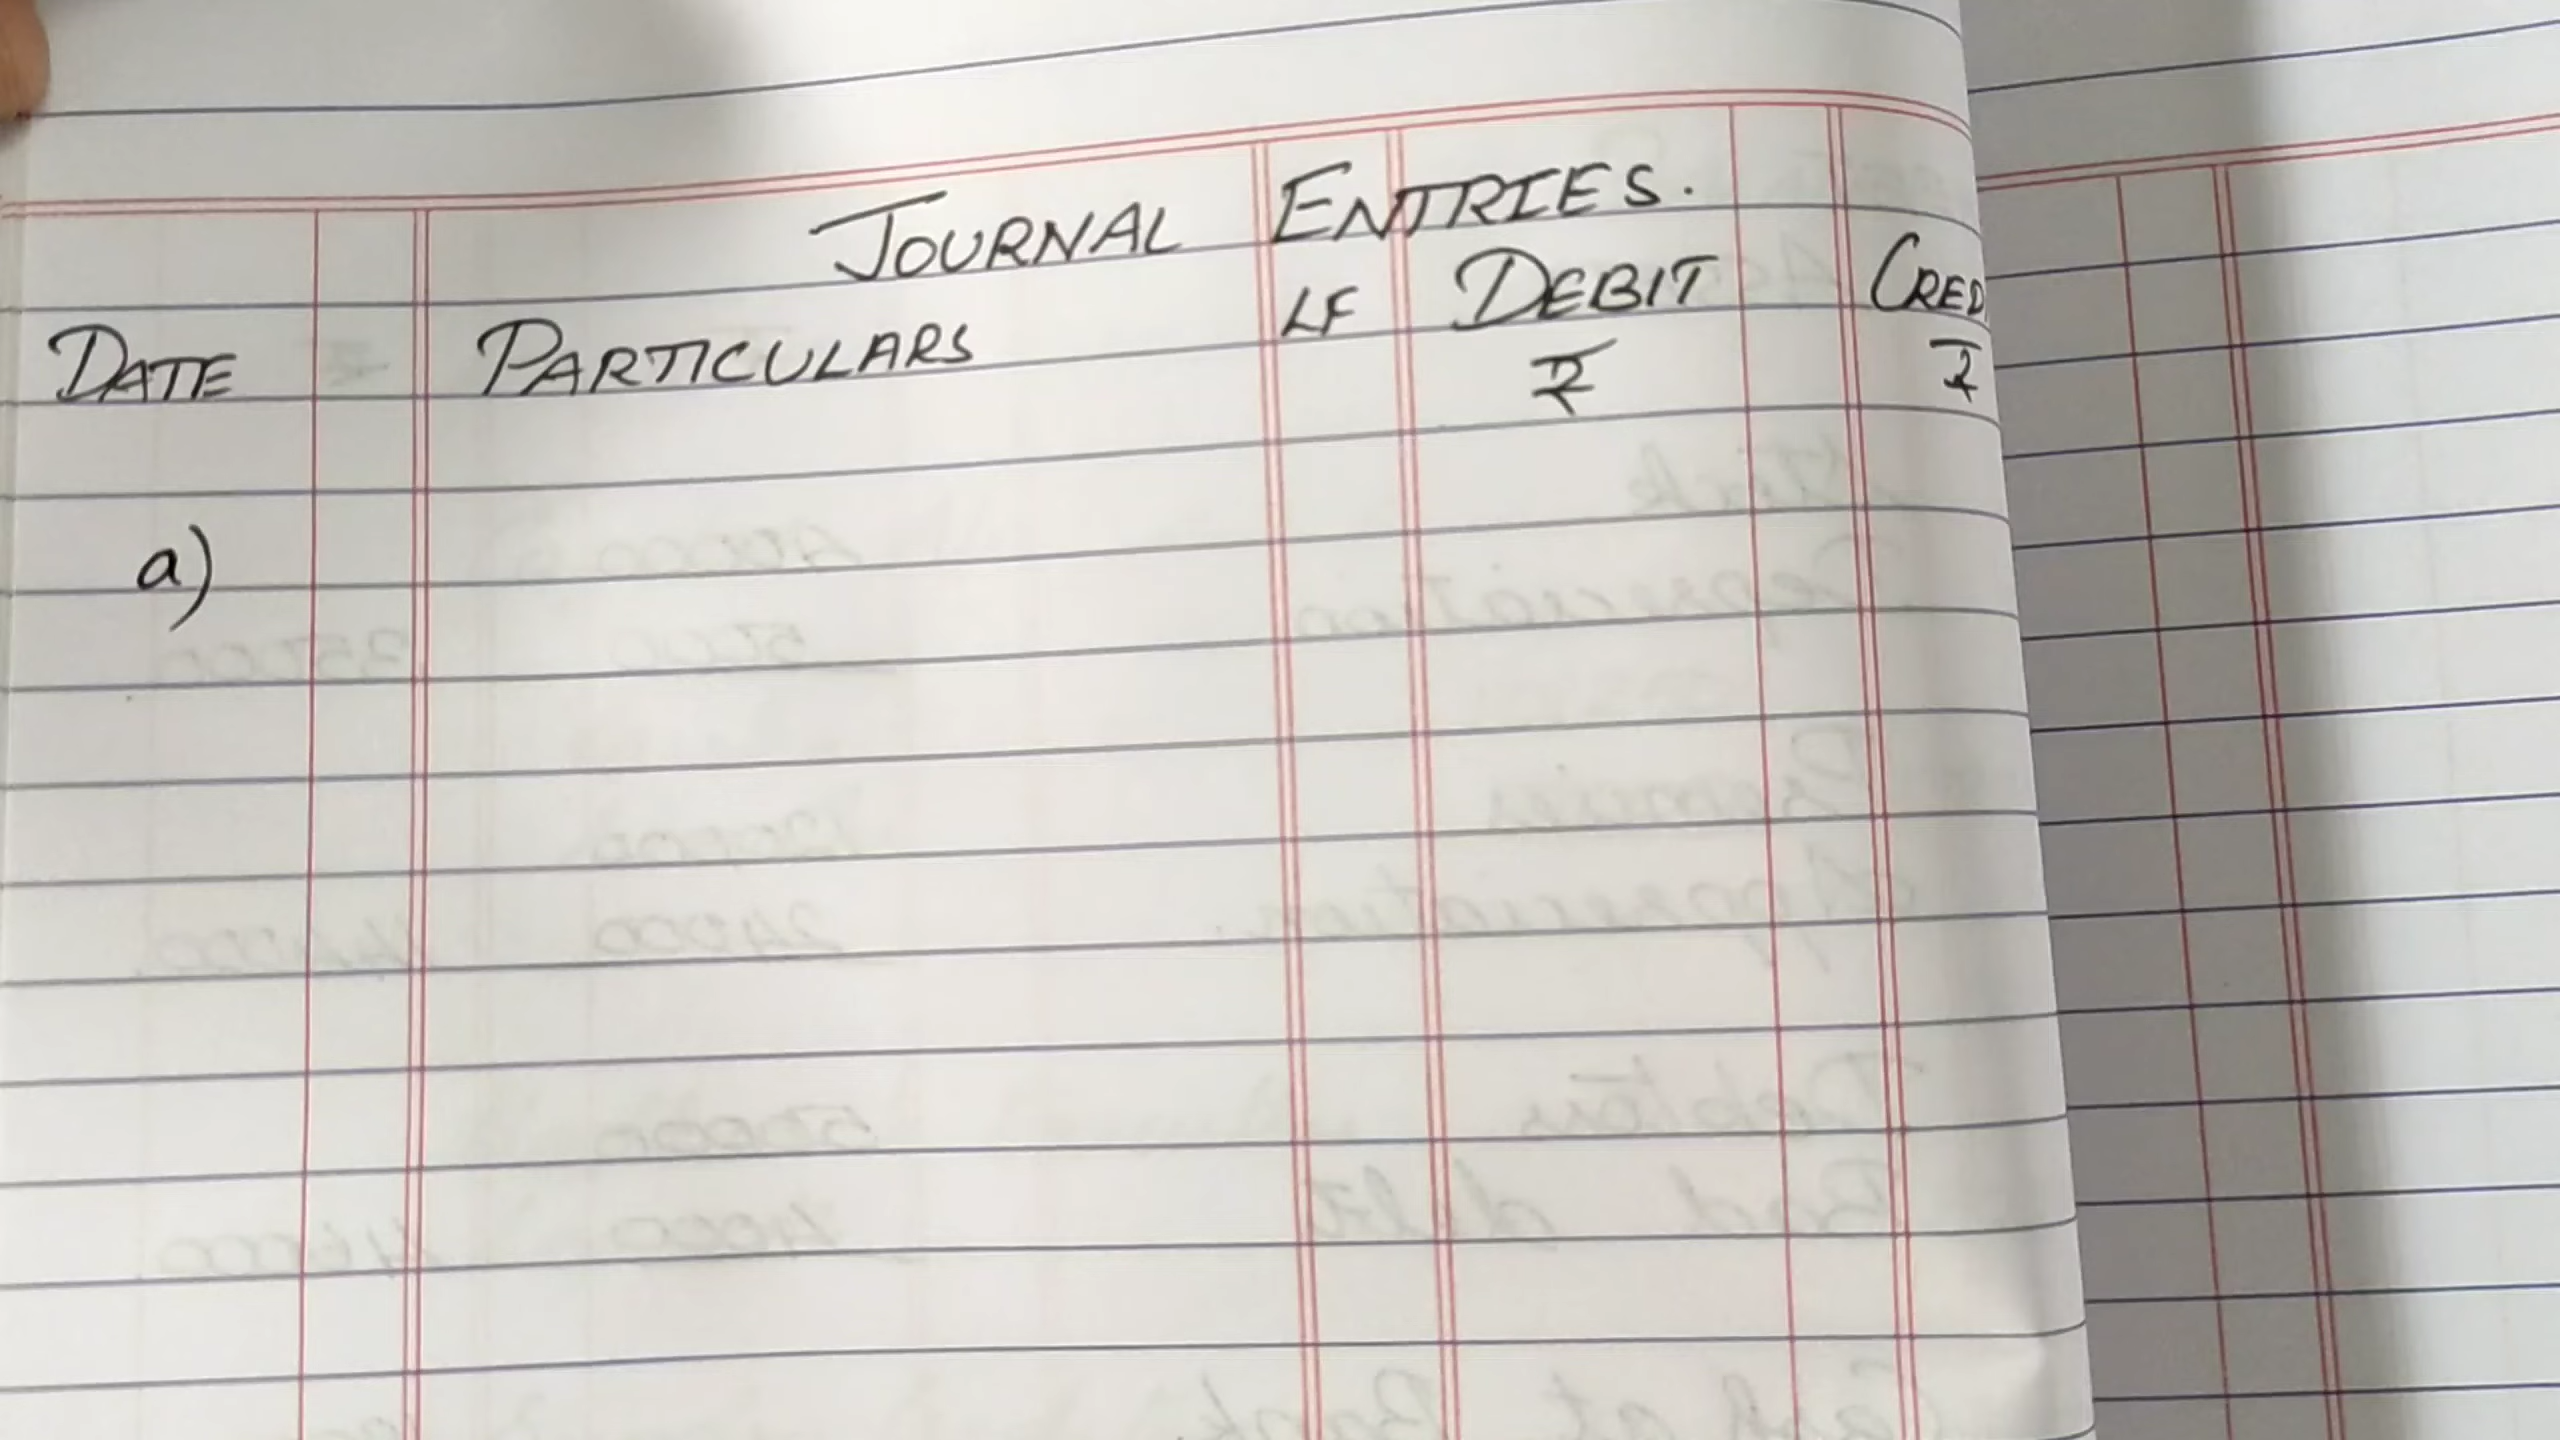 JOURNAL ENTRIES.
DATE PARTICULARS LF DEBIT CRED
₹ ₹
a)